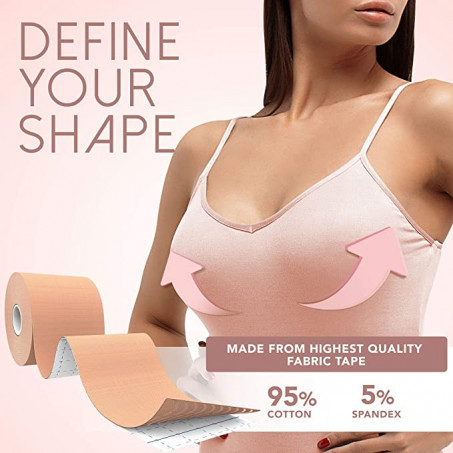 DEFINE
YOUR
SHAPE
MADE FROM HIGHEST QUALITY
FABRIC TAPE
95%
COTTON
5%
SPANDEX